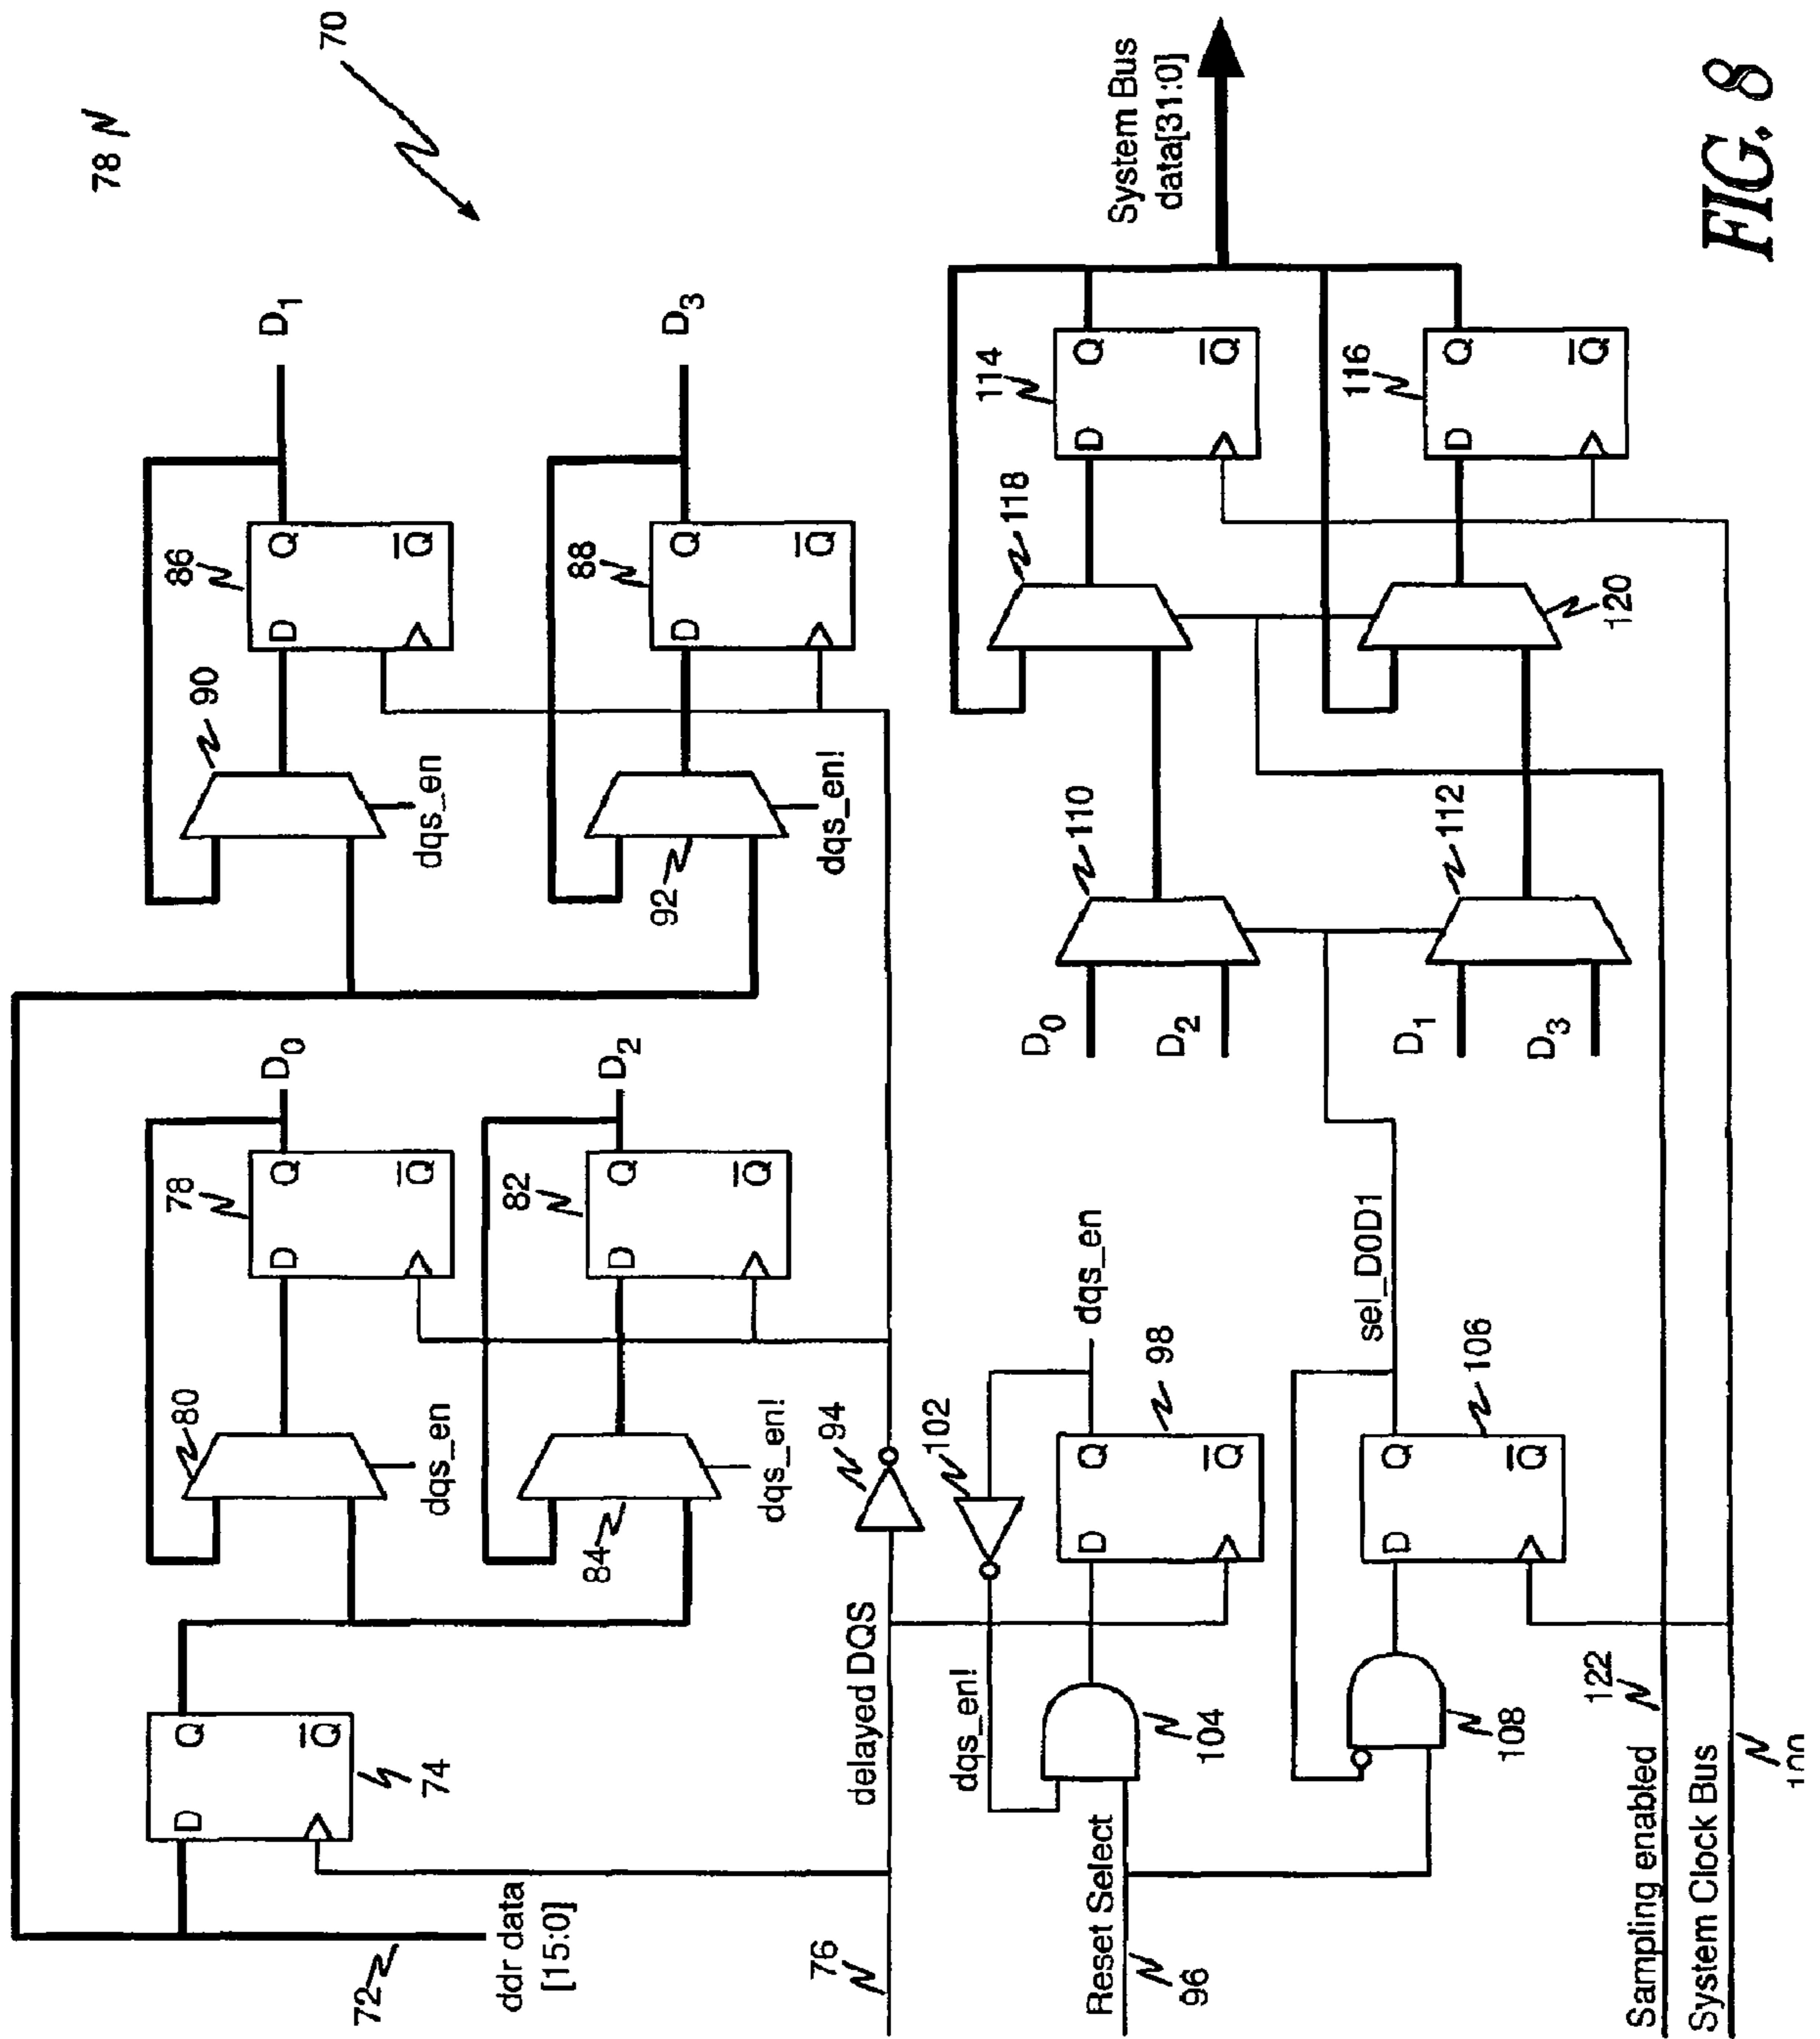 78
70
80
78
D0
90
86
D1
D Q
Q
D Q
Q
D Q
Q
74
dqs_en
dqs_en
72
ddr data
[15:0]
84
82
D2
92
88
D3
D Q
Q
D Q
Q
dqs_en!
dqs_en!
76
delayed DQS
94
102
dqs_en!
dqs_en
D Q
Q
98
104
Reset Select
96
D0
D2
110
118
114
D Q
Q
System Bus
data[31:0]
sel_D0D1
D Q
Q
106
108
D1
D3
112
120
116
D Q
Q
122
Sampling enabled
System Clock Bus
FIG. 8